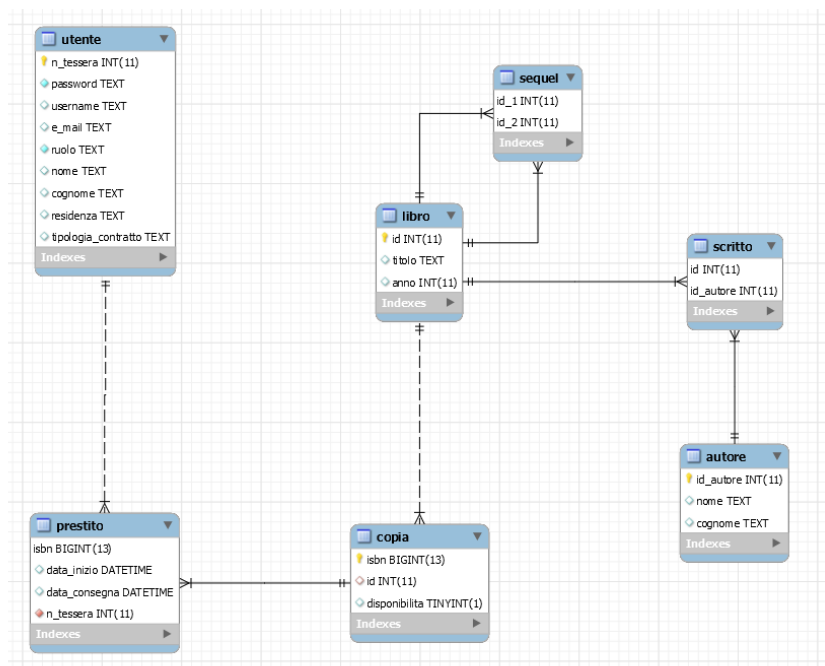 utente
n_tessera INT(11)
password TEXT
username TEXT
e_mail TEXT
ruolo TEXT
nome TEXT
cognome TEXT
residenza TEXT
tipologia_contratto TEXT
Indexes
sequel
id_1 INT(11)
id_2 INT(11)
Indexes
libro
id INT(11)
titolo TEXT
anno INT(11)
Indexes
scritto
id INT(11)
id_autore INT(11)
Indexes
autore
id_autore INT(11)
nome TEXT
cognome TEXT
Indexes
prestito
isbn BIGINT(13)
data_inizio DATETIME
data_consegna DATETIME
n_tessera INT(11)
Indexes
copia
isbn BIGINT(13)
id INT(11)
disponibilita TINYINT(1)
Indexes